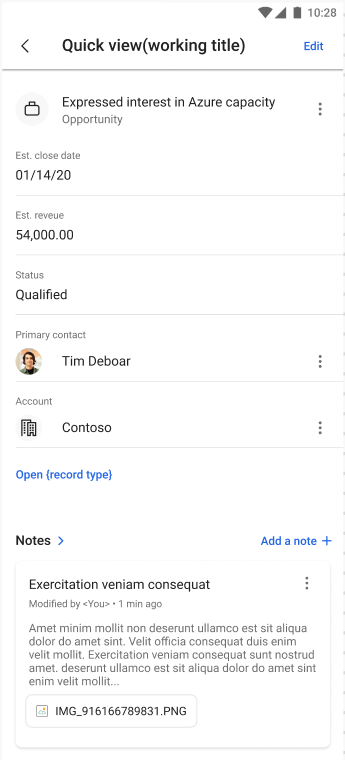 10:28
Quick view(working title)
Edit
Expressed interest in Azure capacity
Opportunity
Est. close date
01/14/20
Est. reveue
54,000.00
Status
Qualified
Primary contact
Tim Deboar
Account
Contoso
Open {record type}
Notes
Add a note +
Exercitation veniam consequat
Modified by <You> • 1 min ago
Amet minim mollit non deserunt ullamco est sit aliqua
dolor do amet sint. Velit officia consequat duis enim
velit mollit. Exercitation veniam consequat sunt nostrud
amet. deserunt ullamco est sit aliqua dolor do amet sint
enim velit mollit...
IMG_916166789831.PNG